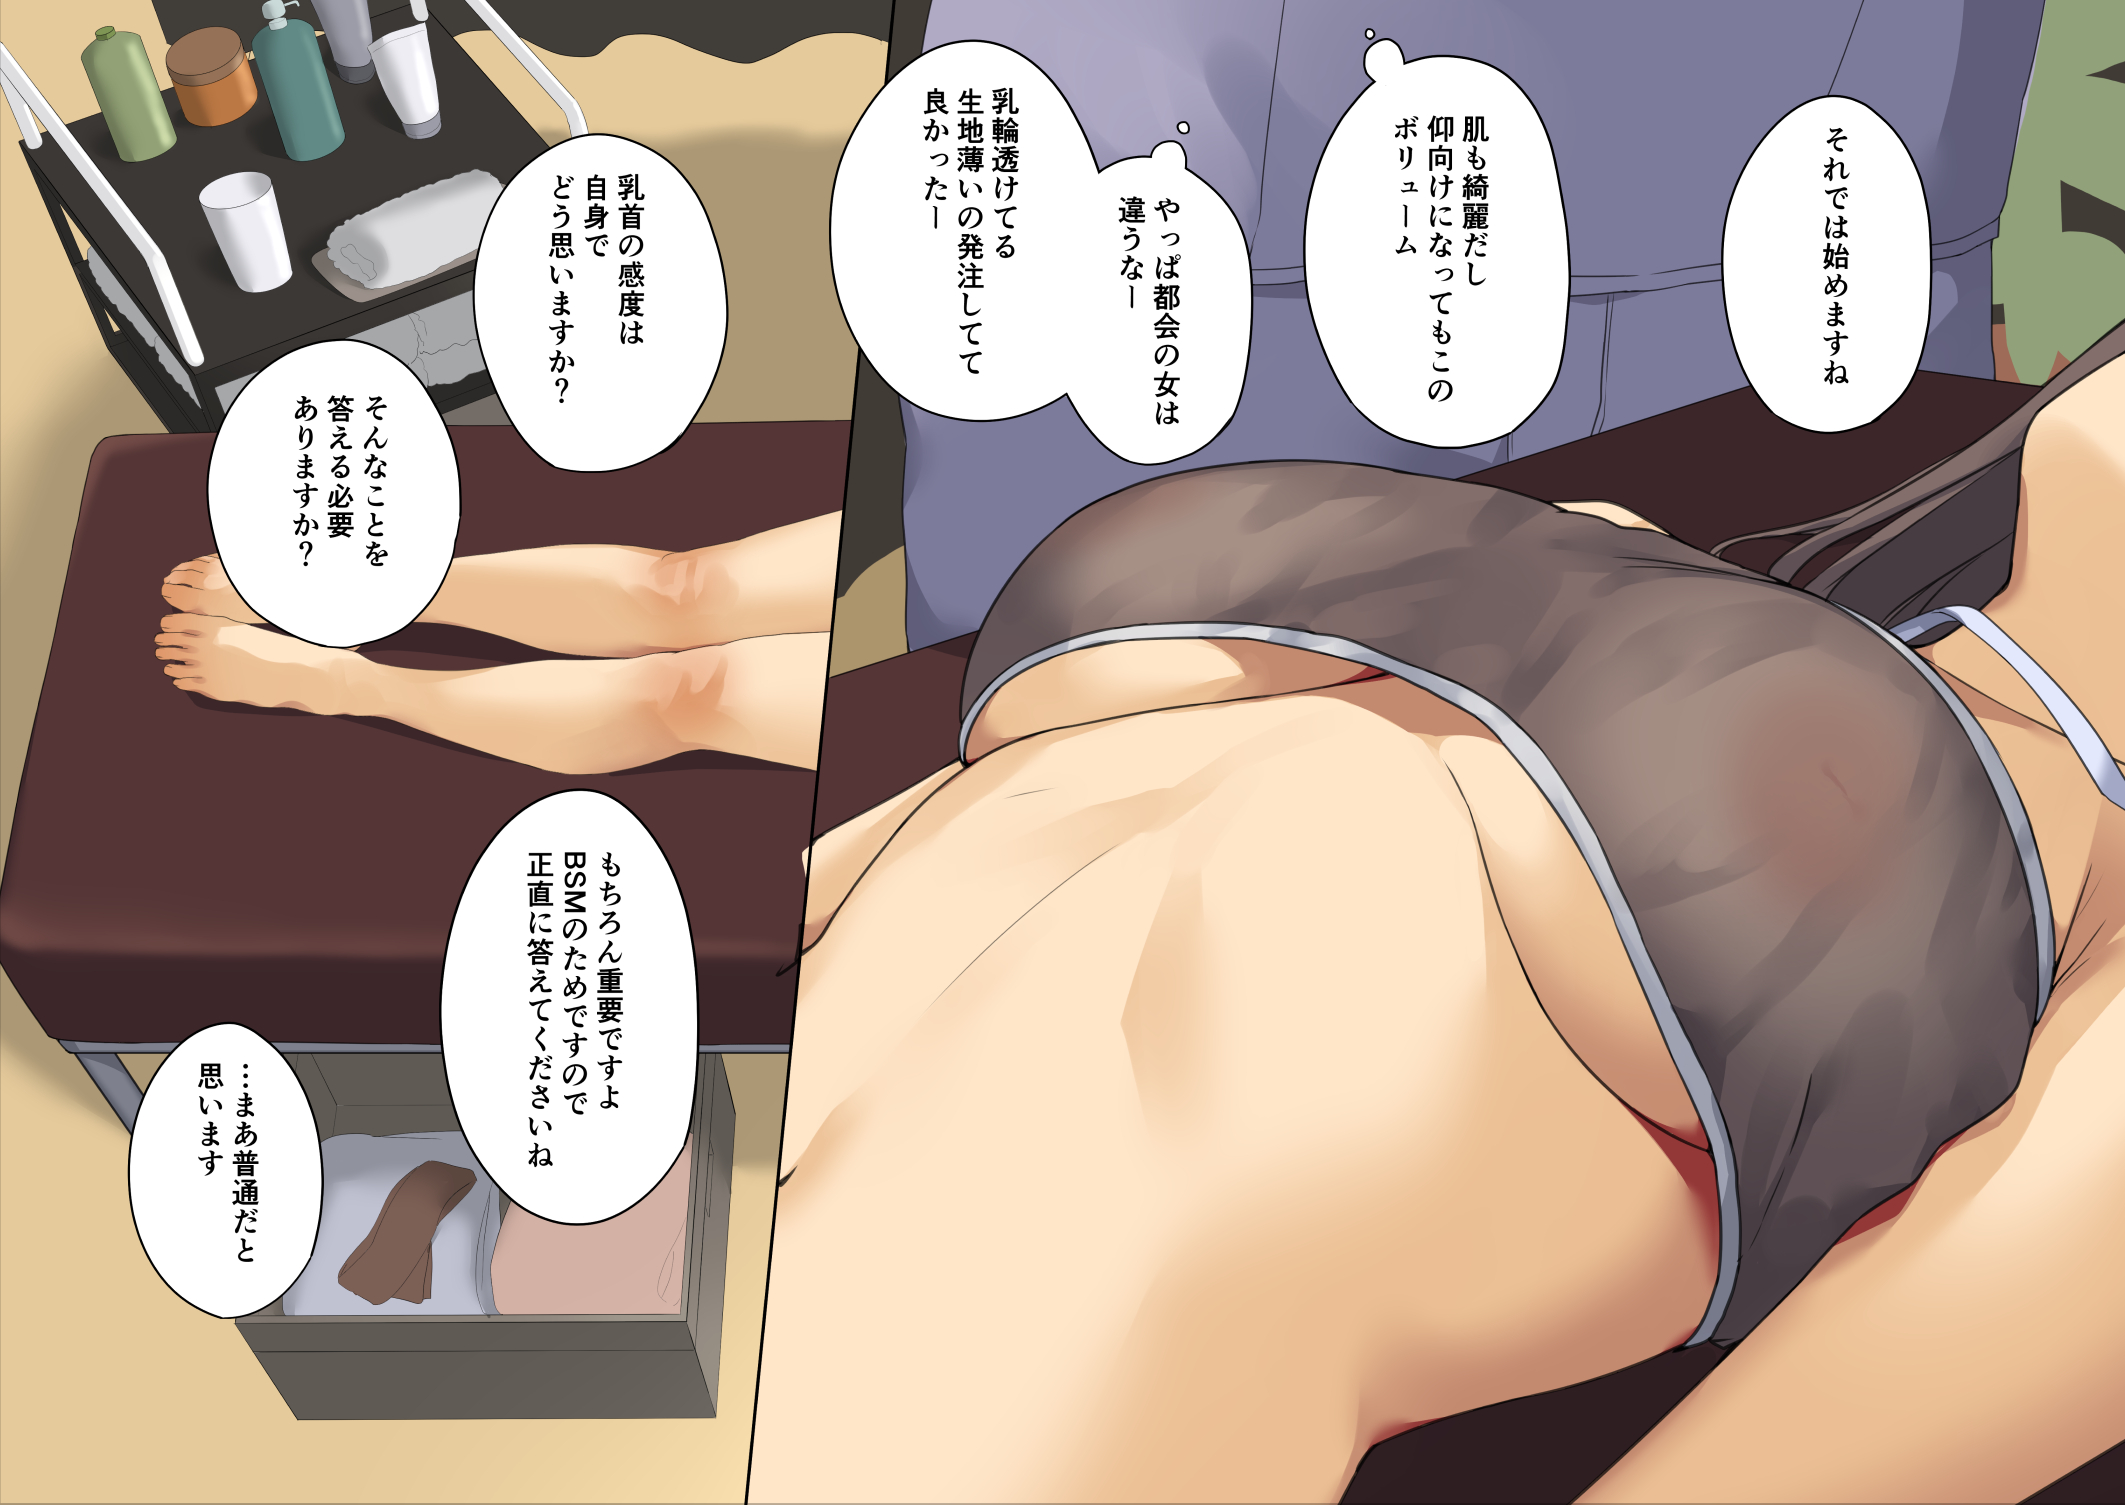 それでは始めますね
肌も綺麗だし
仰向けになってもこの
ボリューム
やっぱ都会の女は
違うなー
乳輪透けてる
生地薄いの発注してて
良かったー
乳首の感度は
自身で
どう思いますか？
そんなことを
答える必要
ありますか？
もちろん重要ですよ
BSMのためですので
正直に答えてくださいね
…まあ普通だと
思います